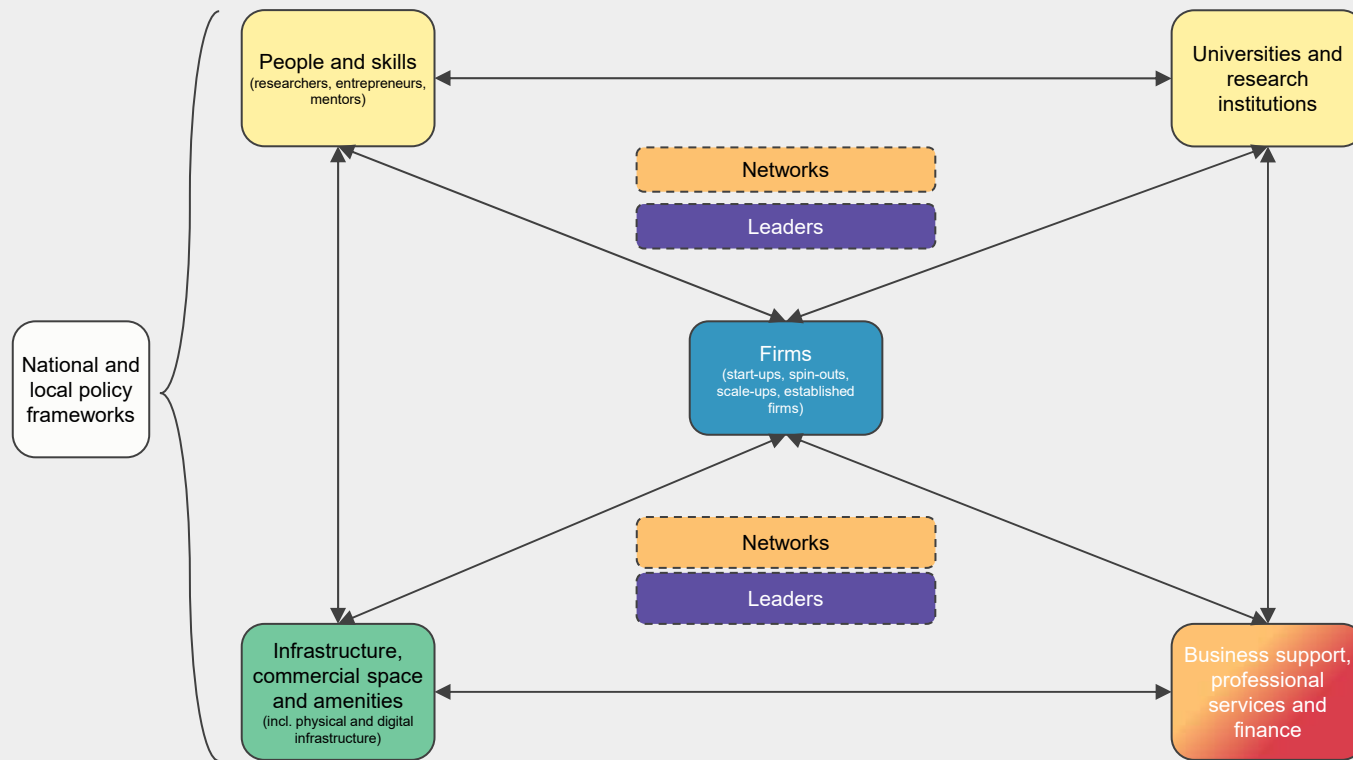 People and skills
(researchers, entrepreneurs,
mentors)
Universities and
research
institutions
Networks
Leaders
National and
local policy
frameworks
Firms
(start-ups, spin-outs,
scale-ups, established
firms)
Networks
Leaders
Infrastructure,
commercial space
and amenities
(incl. physical and digital
infrastructure)
Business support,
professional
services and
finance